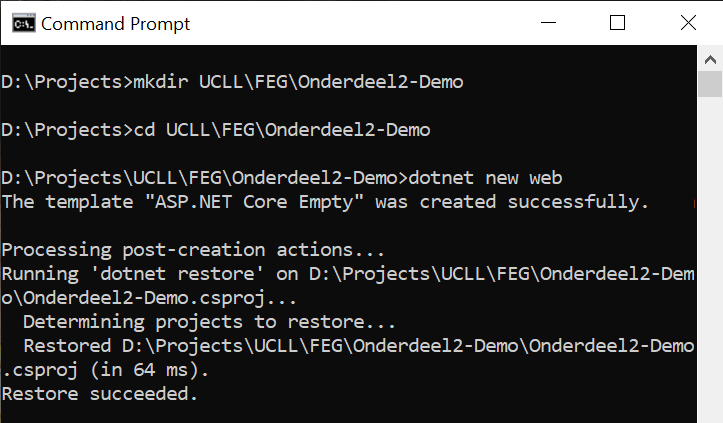 Command Prompt
D:\Projects>mkdir UCLL\FEG\Onderdeel2-Demo
D:\Projects>cd UCLL\FEG\Onderdeel2-Demo
D:\Projects\UCLL\FEG\Onderdeel2-Demo>dotnet new web
The template "ASP.NET Core Empty" was created successfully.
Processing post-creation actions...
Running 'dotnet restore' on D:\Projects\UCLL\FEG\Onderdeel2-Dem
o\Onderdeel2-Demo.csproj...
  Determining projects to restore...
  Restored D:\Projects\UCLL\FEG\Onderdeel2-Demo\Onderdeel2-Demo
.csproj (in 64 ms).
Restore succeeded.